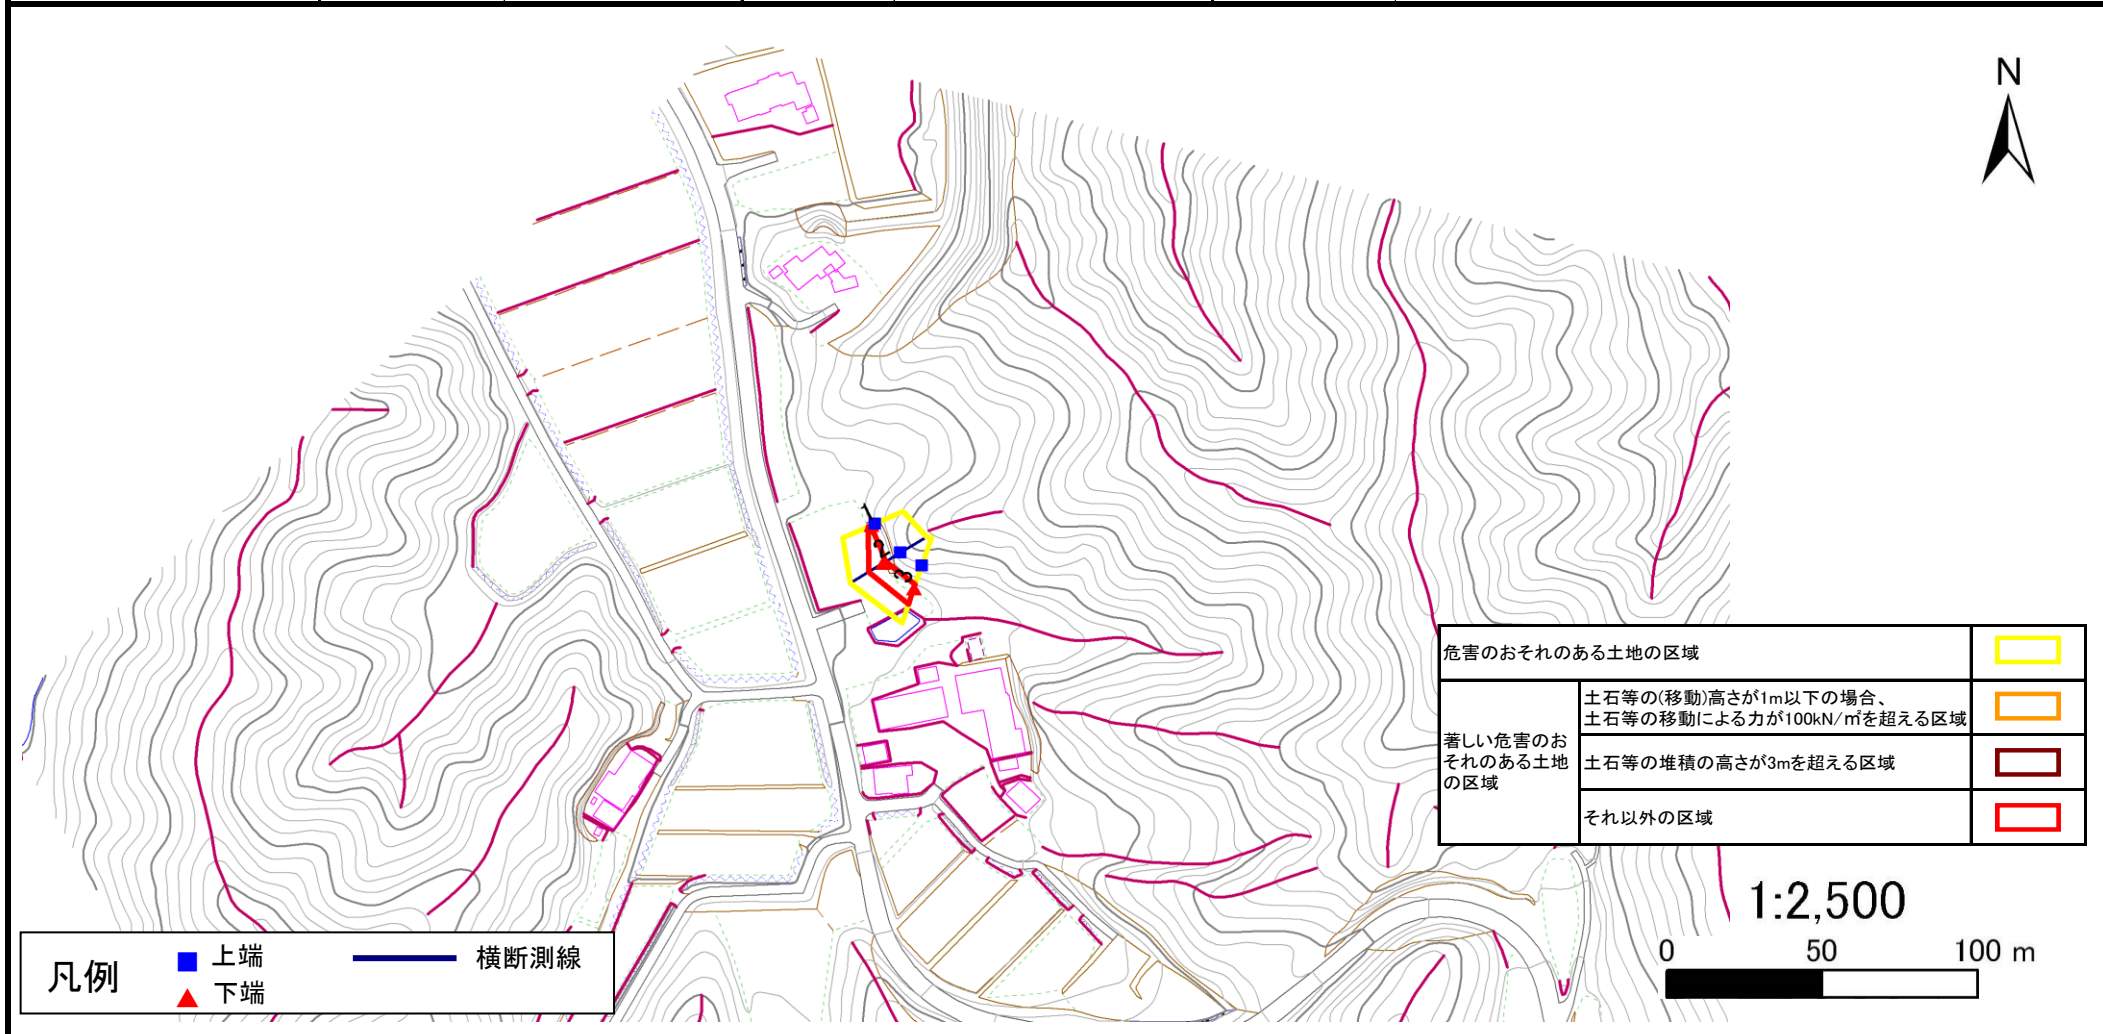 N
1
2
3
危害のおそれのある土地の区域
著しい危害のお
それのある土地
の区域
土石等の(移動)高さが1m以下の場合、
土石等の移動による力が100kN/㎡を超える区域
土石等の堆積の高さが3mを超える区域
それ以外の区域
1:2,500
0 50 100 m
凡例
上端
下端
横断測線